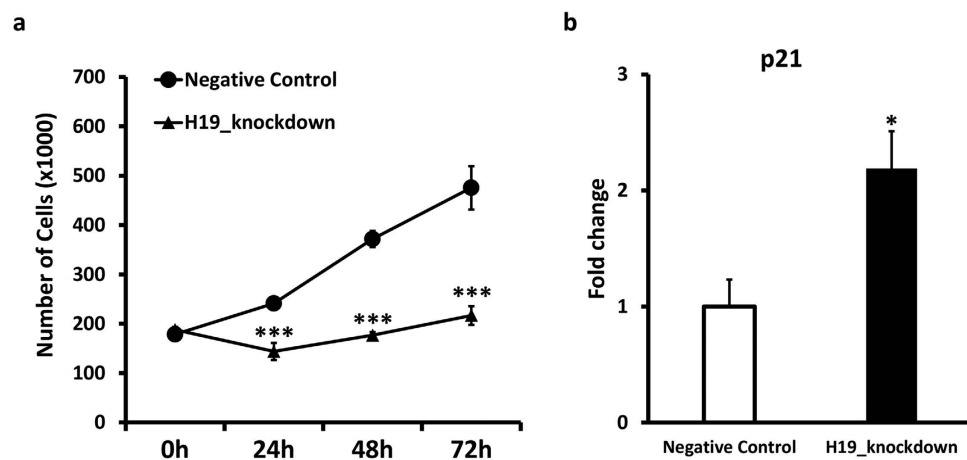 a
Number of Cells (x1000)
700
600
500
400
300
200
100
0
Negative Control
H19_knockdown
***
***
***
0h 24h 48h 72h
b
p21
Fold change
3
2
1
0
*
Negative Control H19_knockdown